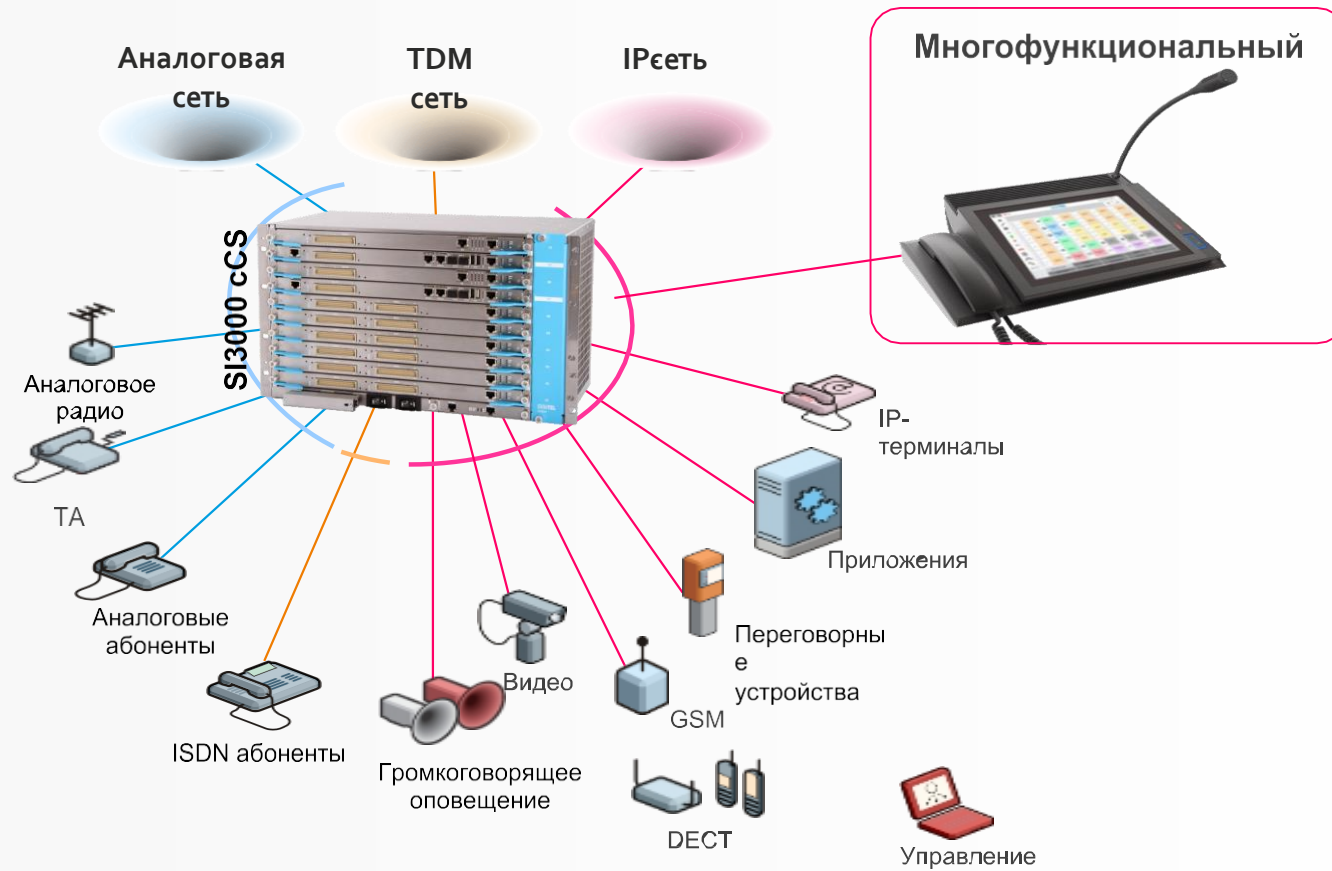 Аналоговая
сеть
TDM
сеть
IPсеть
Многофункциональный
SI3000 cCS
Аналоговое
радио
ТА
Аналоговые
абоненты
ISDN абоненты
Громкоговорящее
оповещение
Видео
GSM
DECT
Переговорны
е
устройства
Приложения
IP-
терминалы
Управление